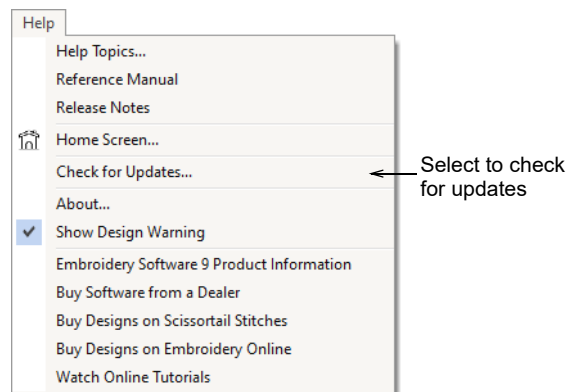 Help
Help Topics...
Reference Manual
Release Notes
Home Screen...
Check for Updates...
Select to check
for updates
About...
Show Design Warning
Embroidery Software 9 Product Information
Buy Software from a Dealer
Buy Designs on Scissortail Stitches
Buy Designs on Embroidery Online
Watch Online Tutorials